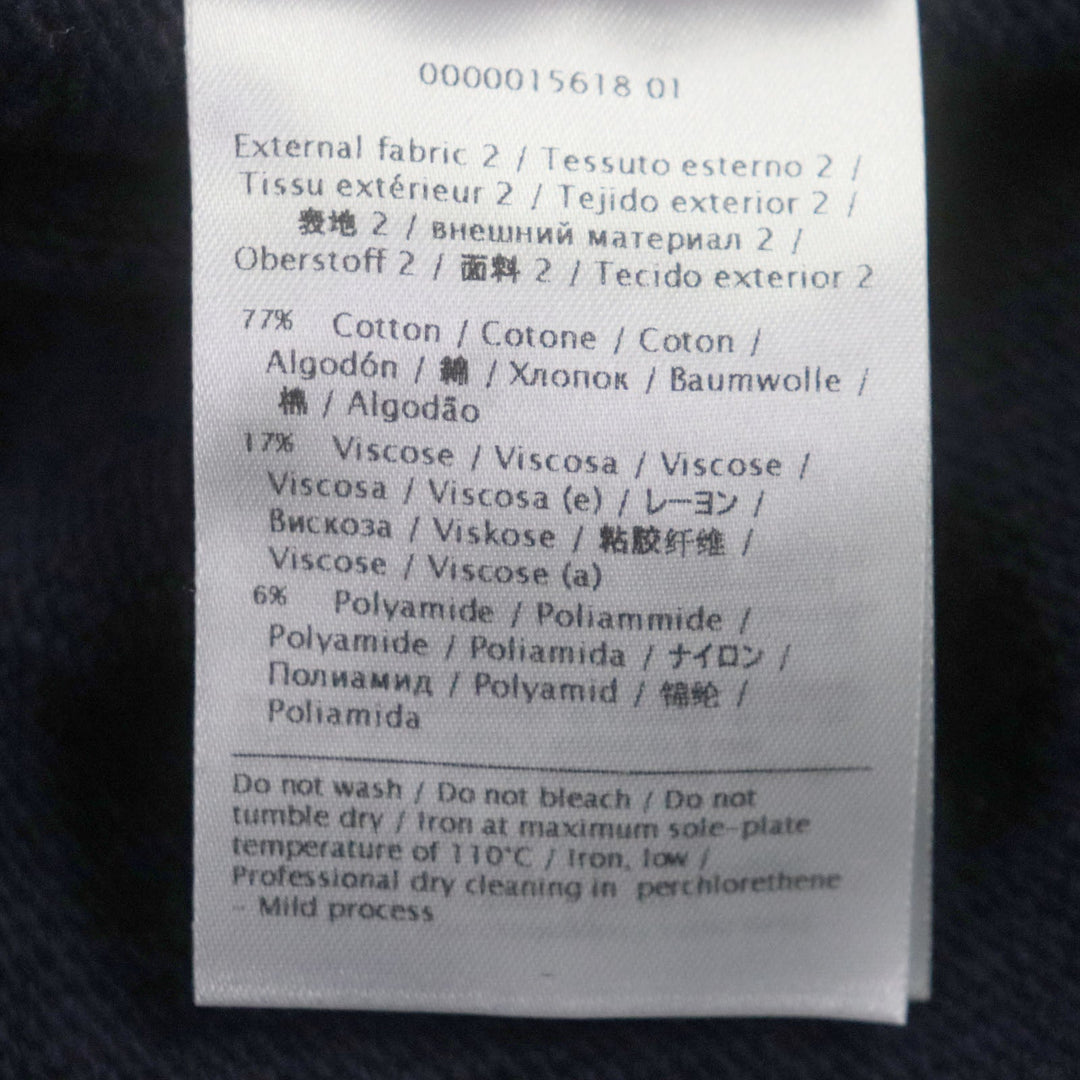 0000015618 01
External fabric 2 / Tessuto esterno 2 /
Tissu extérieur 2 / Tejido exterior 2 /
表地 2 / внешний материал 2 /
Oberstoff 2 / 面料 2 / Tecido exterior 2
77% Cotton / Cotone / Coton /
Algodón / 綿 / Хлопок / Baumwolle /
棉 / Algodão
17% Viscose / Viscosa / Viscose /
Viscosa / Viscosa (e) / レーヨン /
Вискоза / Viskose / 粘胶纤维 /
Viscose / Viscose (a)
6% Polyamide / Poliammide /
Polyamide / Poliamida / ナイロン /
Полиамид / Polyamid / 锦纶 /
Poliamida
Do not wash / Do not bleach / Do not
tumble dry / Iron at maximum sole-plate
temperature of 110°C / Iron, low /
Professional dry cleaning in perchlorethene
- Mild process